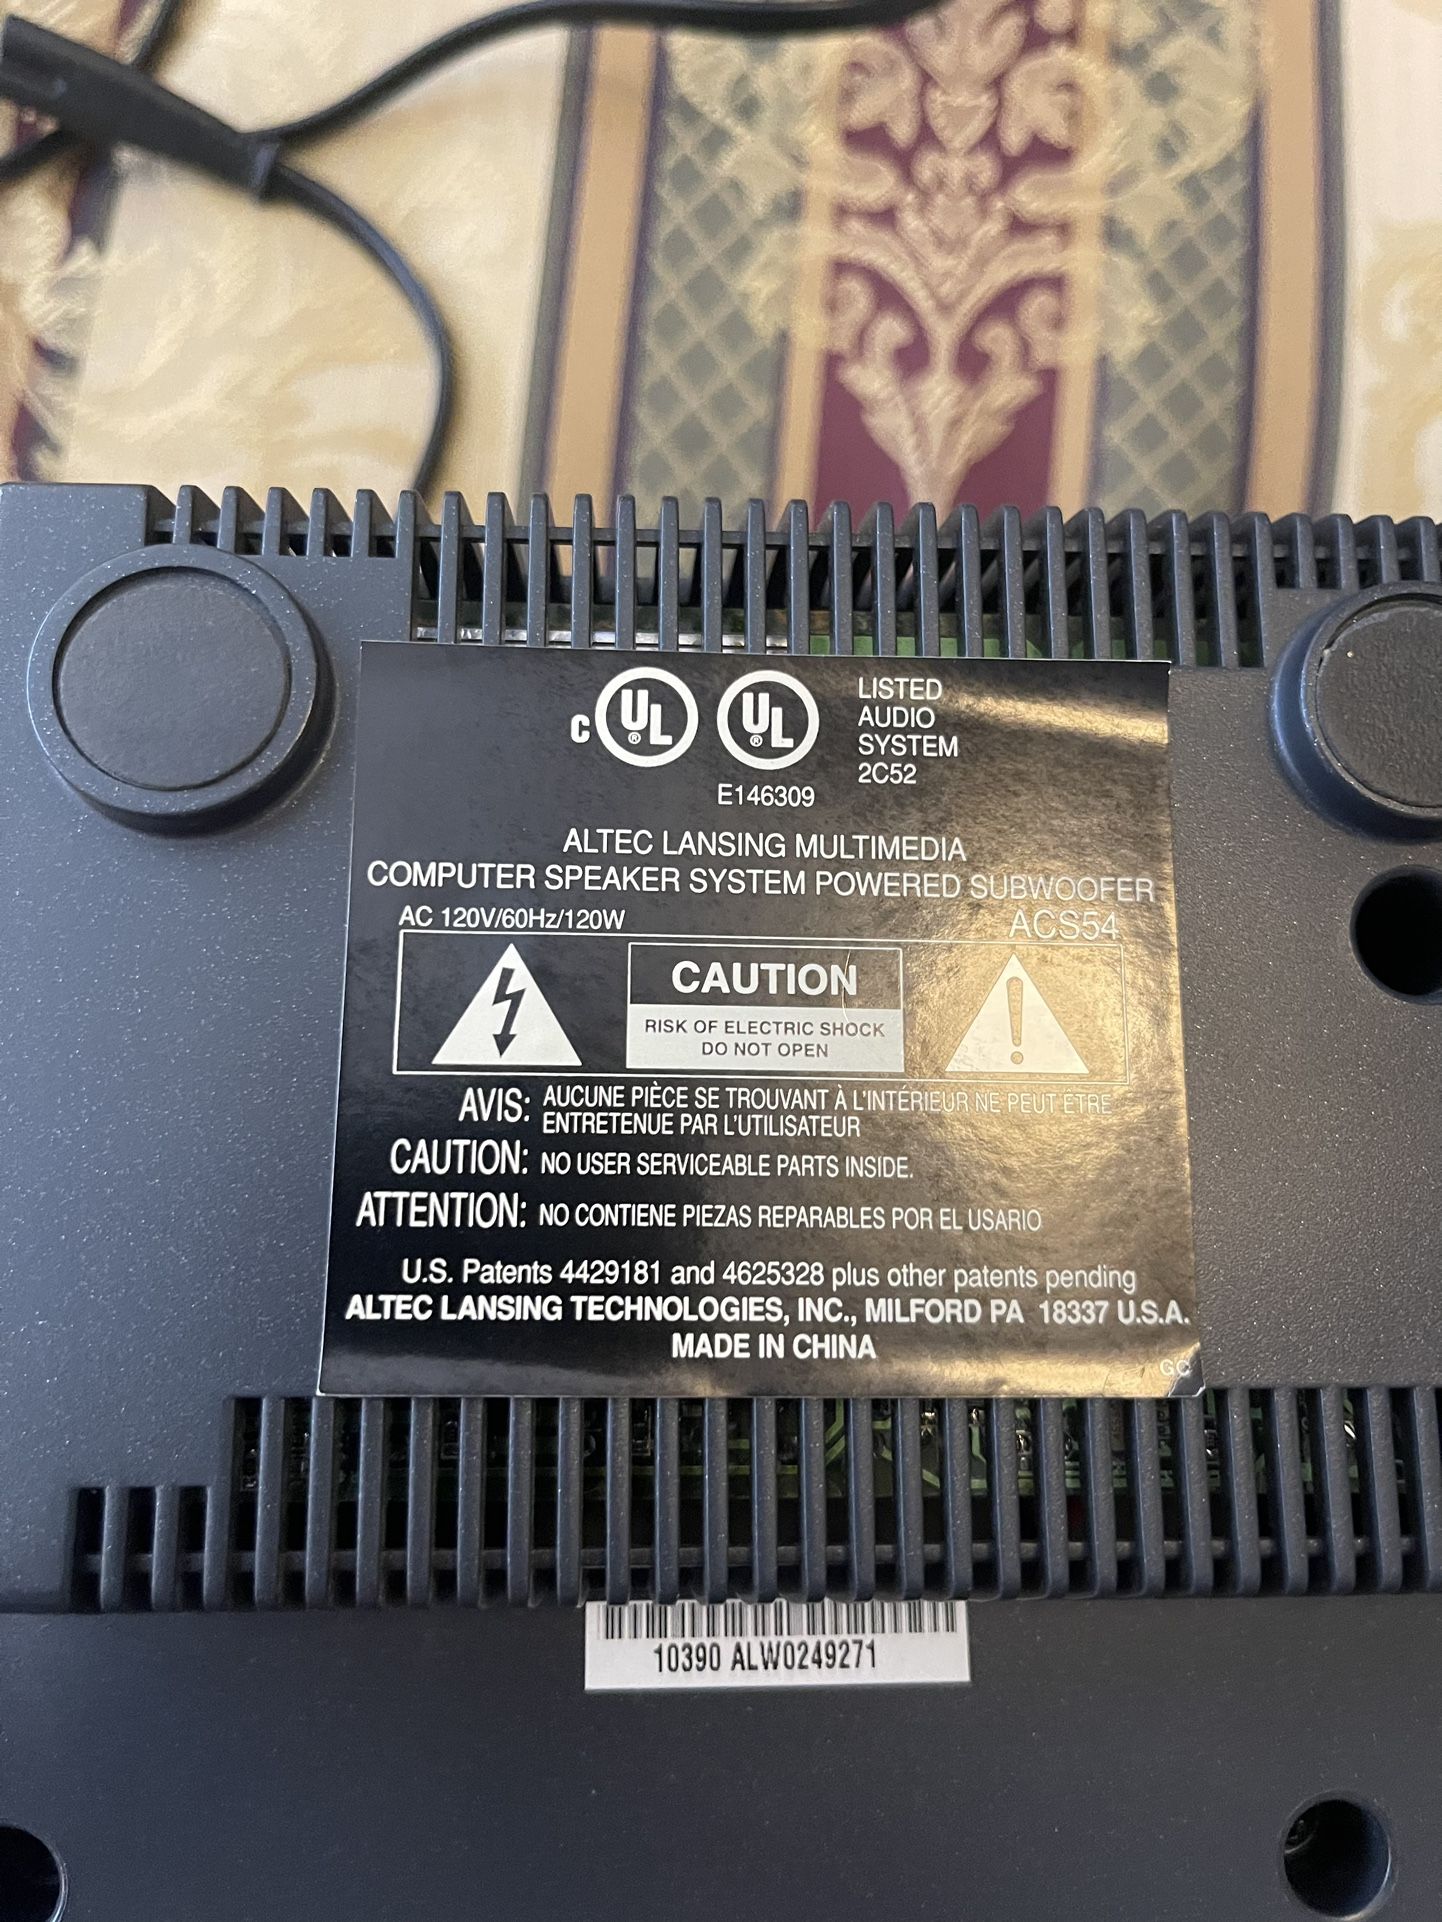 c UL® UL® LISTED
AUDIO
SYSTEM
2C52
E146309
ALTEC LANSING MULTIMEDIA
COMPUTER SPEAKER SYSTEM POWERED SUBWOOFER
AC 120V/60Hz/120W ACS54
CAUTION
RISK OF ELECTRIC SHOCK
DO NOT OPEN
AVIS: AUCUNE PIÈCE SE TROUVANT À L'INTÉRIEUR NE PEUT ÊTRE
ENTRETENUE PAR L'UTILISATEUR
CAUTION: NO USER SERVICEABLE PARTS INSIDE.
ATTENTION: NO CONTIENE PIEZAS REPARABLES POR EL USARIO
U.S. Patents 4429181 and 4625328 plus other patents pending
ALTEC LANSING TECHNOLOGIES, INC., MILFORD PA 18337 U.S.A.
MADE IN CHINA
GC
10390 ALW0249271